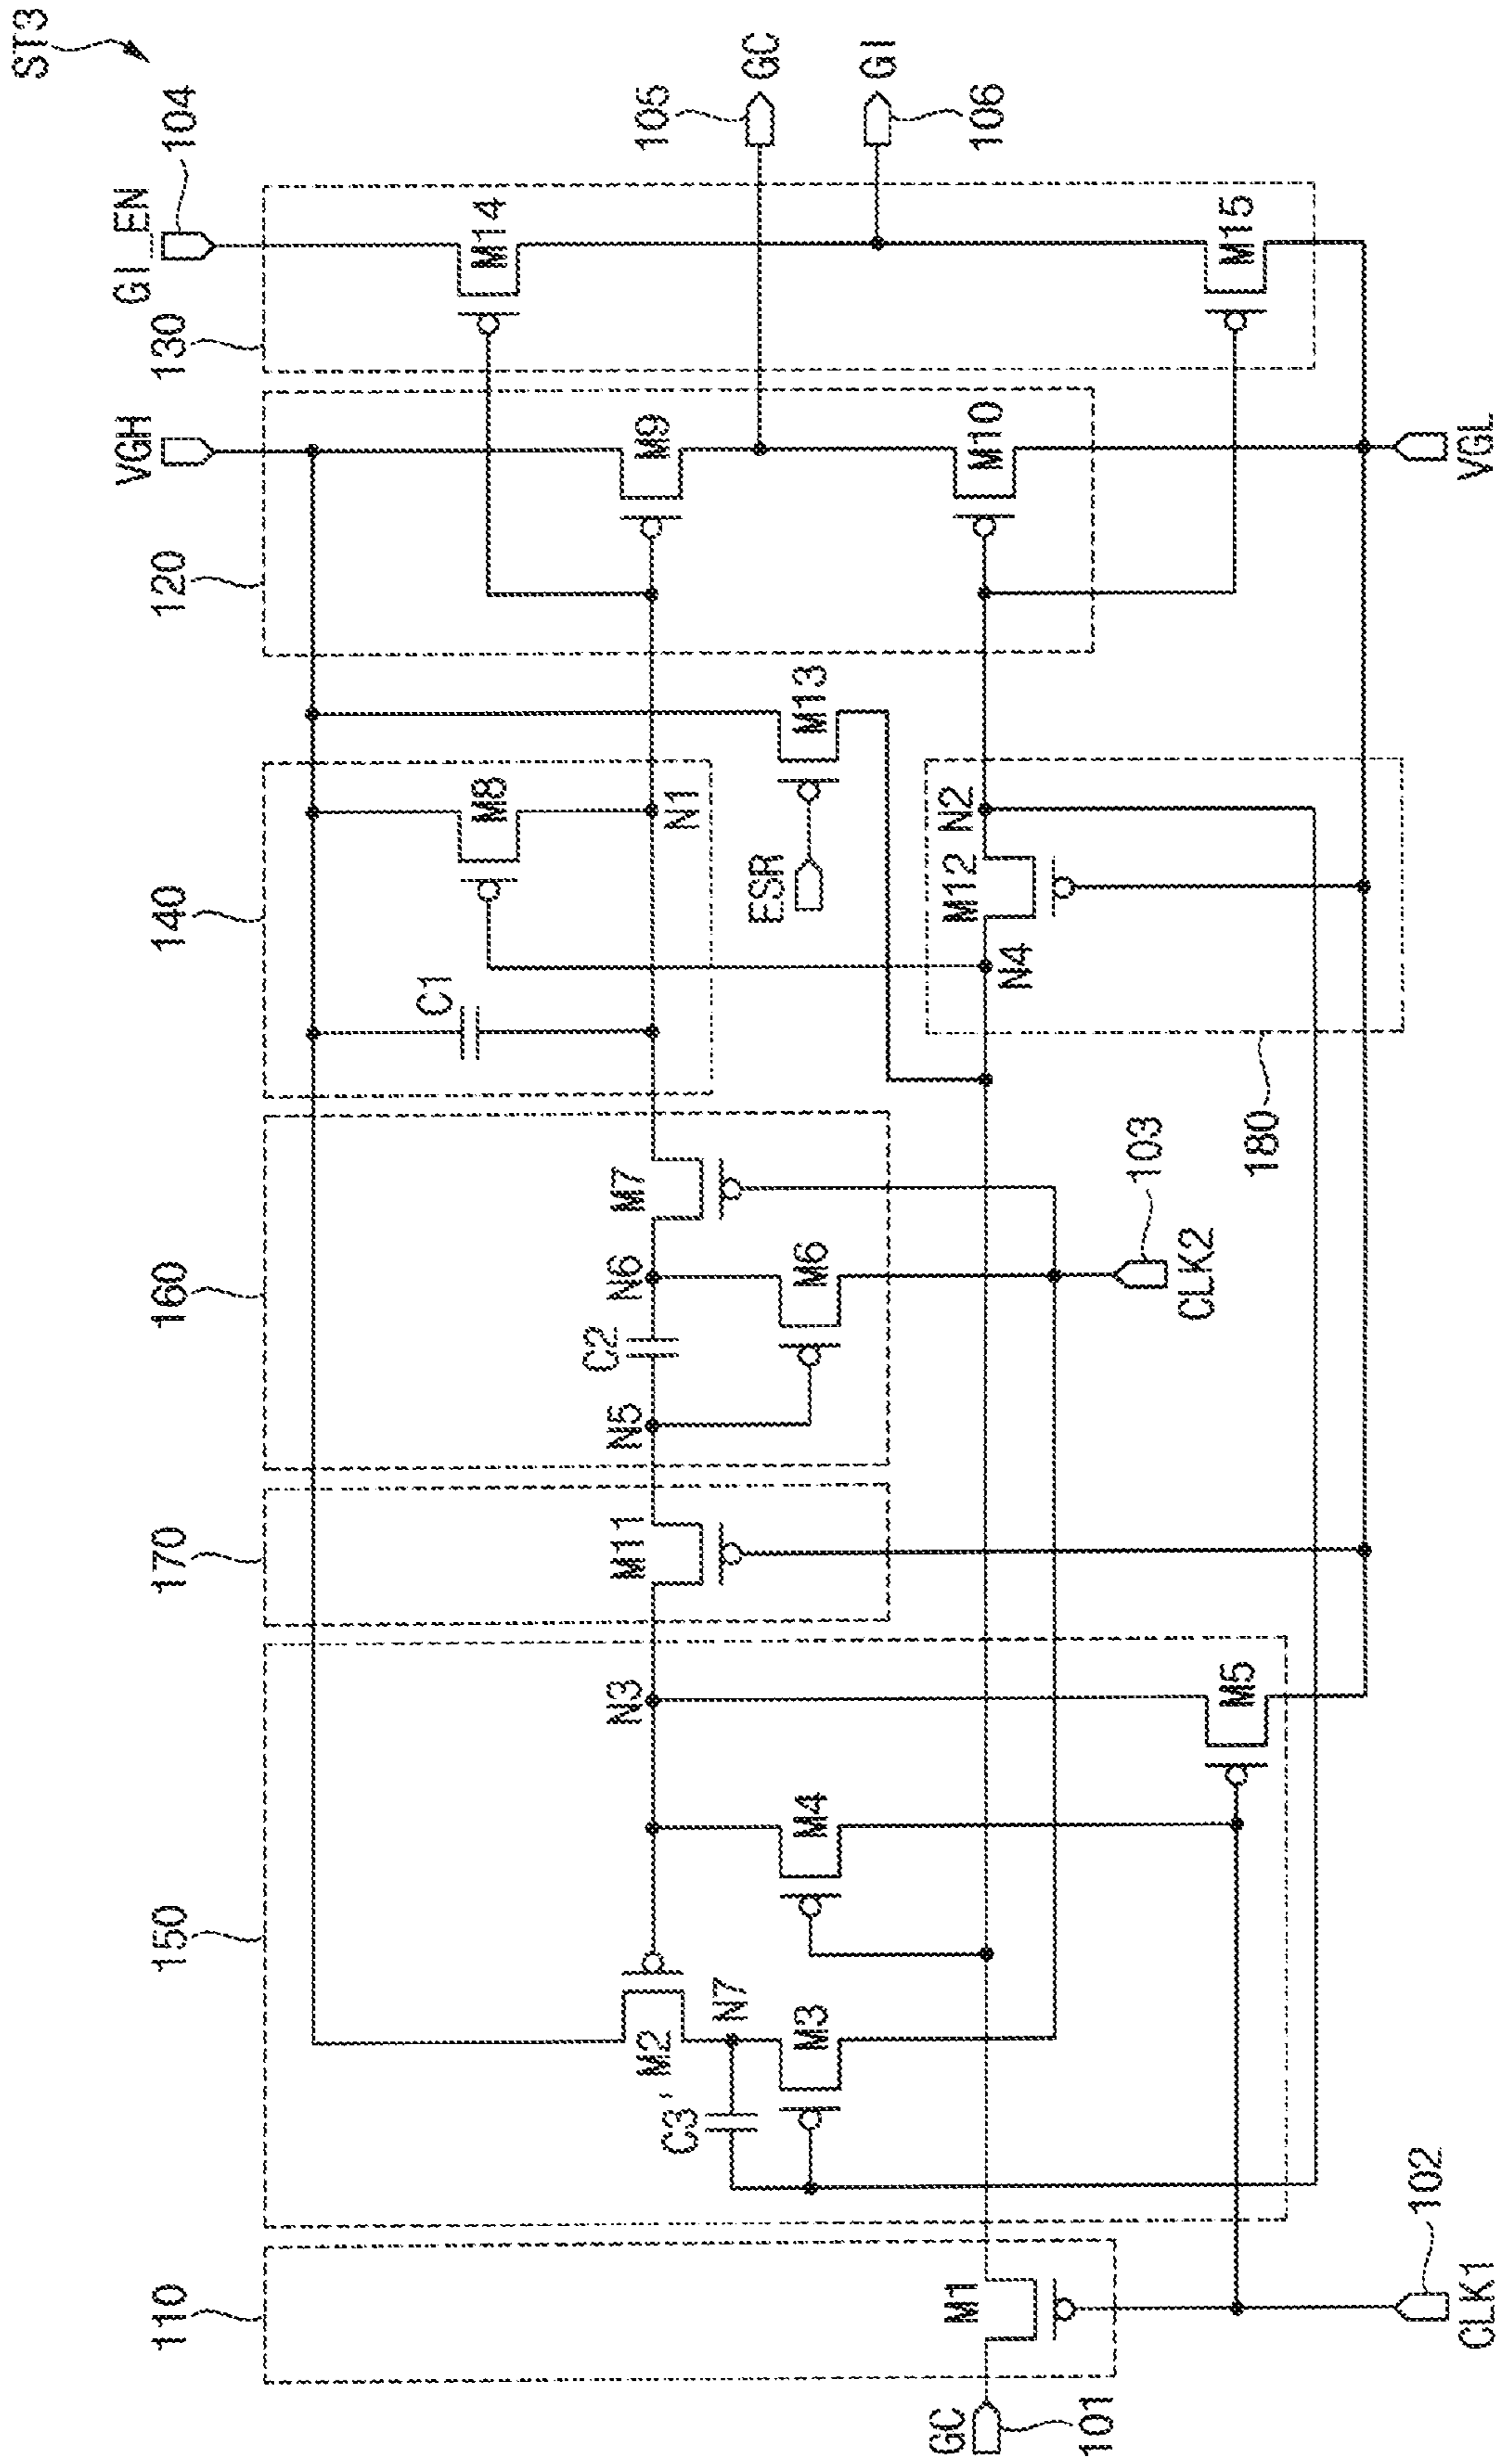 ST3
VGH
GI_EN
110
150
170
160
140
120
130
104
C1
M8
M14
C2
N3
N5
N6
M11
M7
M2
M9
105
C3'
N1
N7
GC
ESR
M3
M4
M6
M13
GI
GC
M1
M12
N2
M10
106
N4
101
103
CLK2
M5
M15
180
102
CLK1
VGL